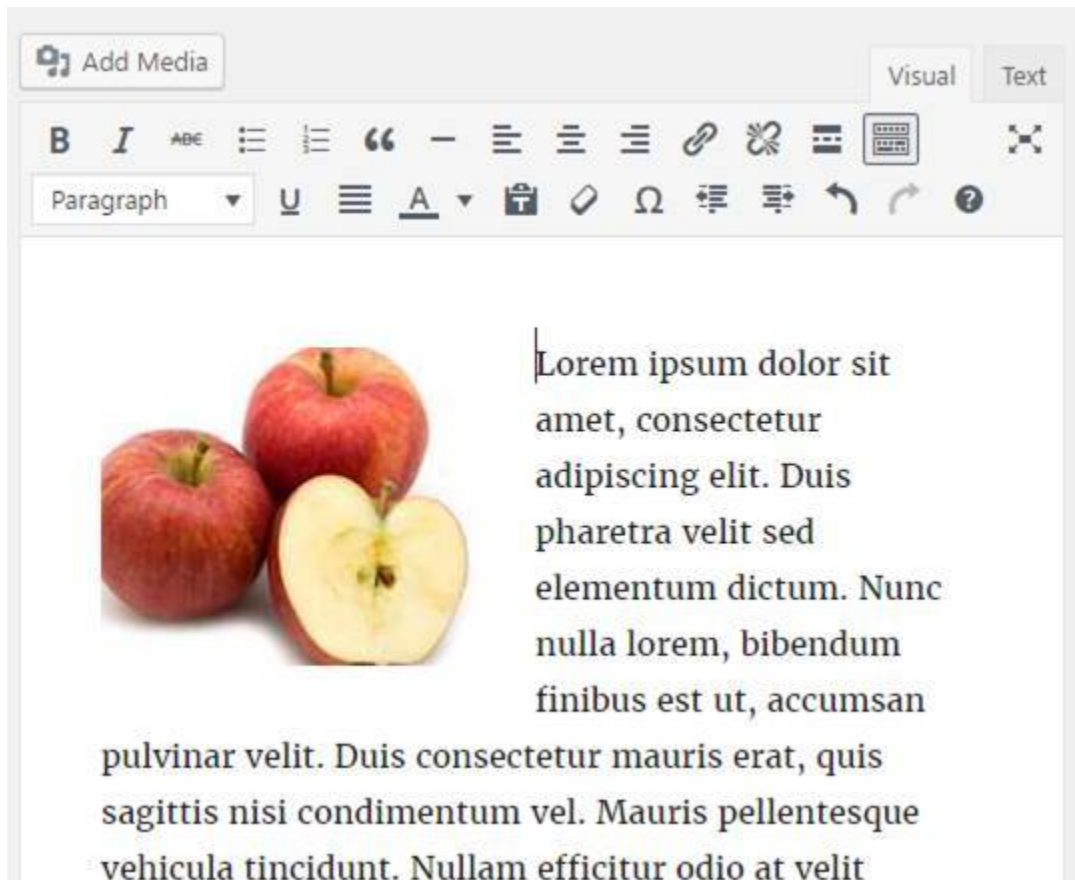 Add Media
Visual Text
B I ABC
Paragraph U A T Ω ?
Lorem ipsum dolor sit
amet, consectetur
adipiscing elit. Duis
pharetra velit sed
elementum dictum. Nunc
nulla lorem, bibendum
finibus est ut, accumsan
pulvinar velit. Duis consectetur mauris erat, quis
sagittis nisi condimentum vel. Mauris pellentesque
vehicula tincidunt. Nullam efficitur odio at velit